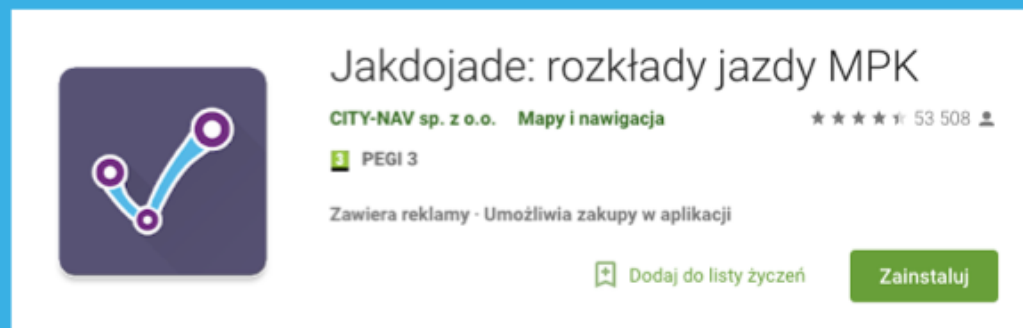 Jakdojade: rozkłady jazdy MPK
CITY-NAV sp. z o.o. Mapy i nawigacja 53 508
3 PEGI 3
Zawiera reklamy · Umożliwia zakupy w aplikacji
Dodaj do listy życzeń Zainstaluj